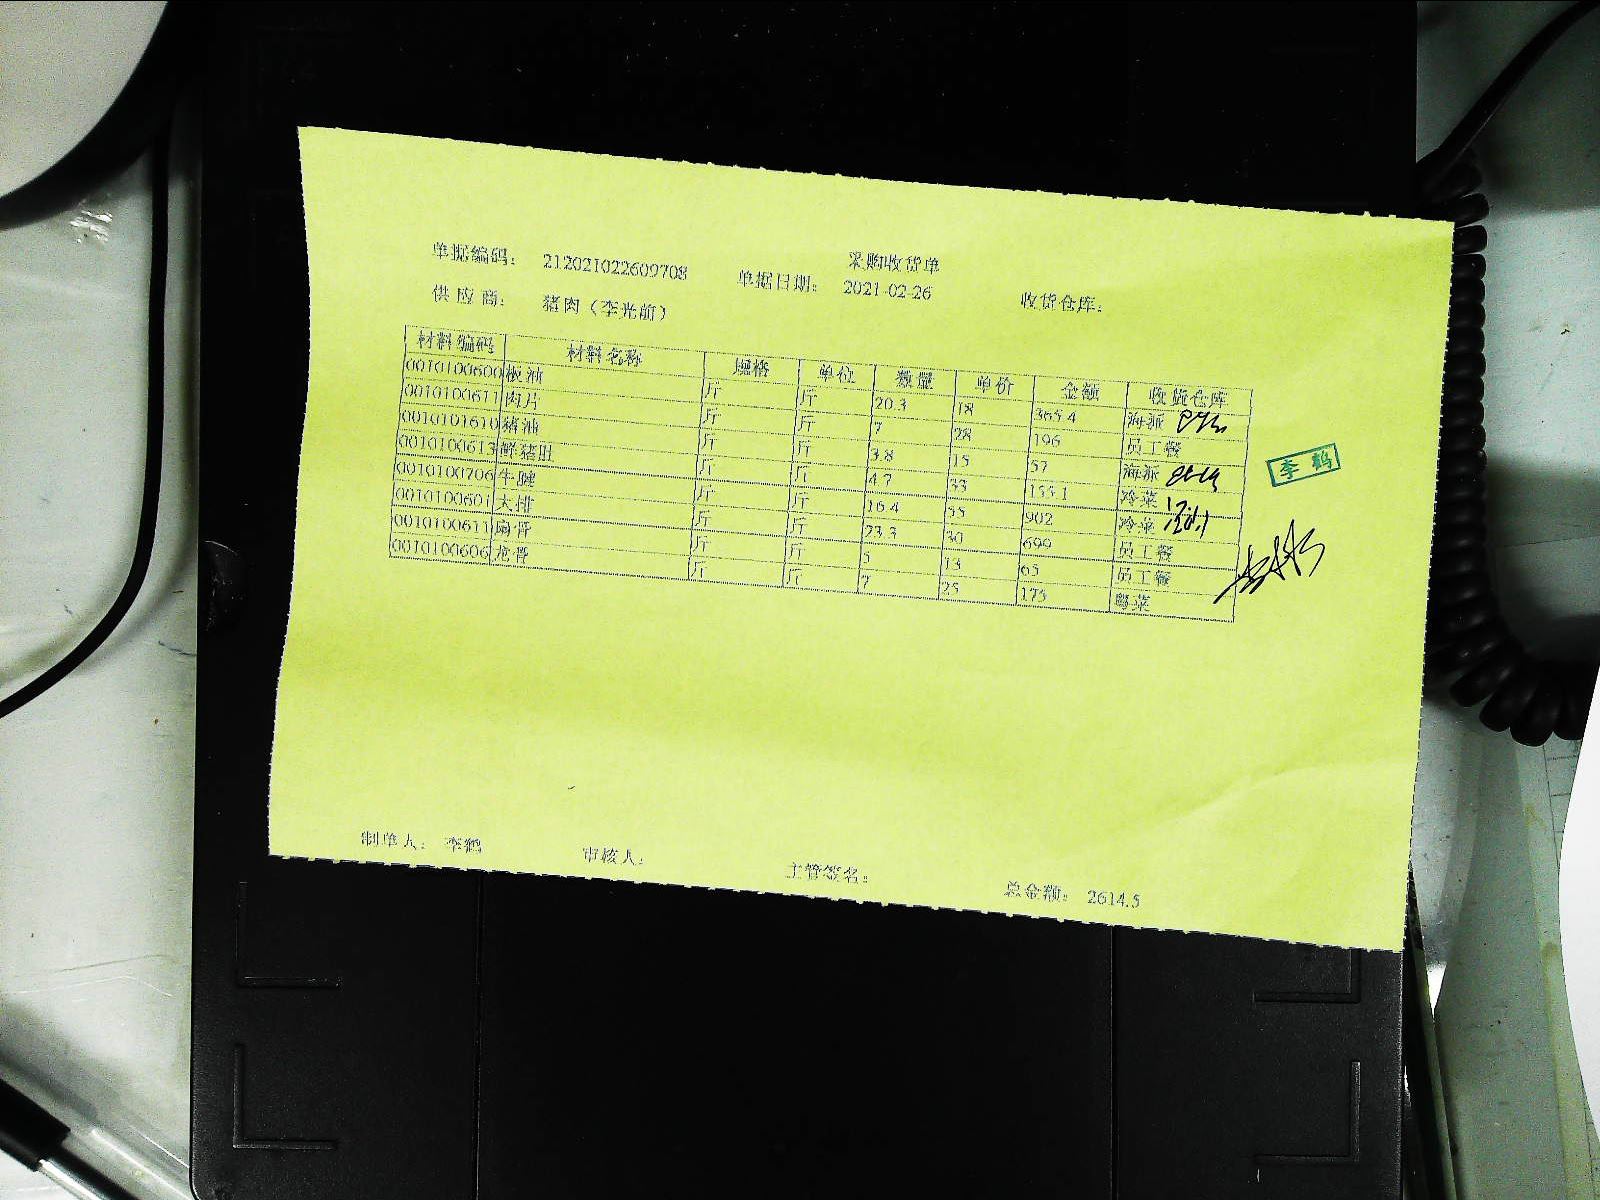 采购收货单
单据编码： 212021022609708 单据日期： 2021-02-26 收货仓库：
供应商： 猪肉（李光前）
材料编码 材料名称 规格 单位 数量 单价 金额 收货仓库
0010100600 板油 斤 斤 20.3 18 365.4 海派
0010100611 肉片 斤 斤 7 28 196 员工餐
0010101610 猪油 斤 斤 3.8 15 57 海派
0010100613 鲜猪肚 斤 斤 4.7 33 155.1 冷菜
0010100706 牛腱 斤 斤 16.4 55 902 冷菜
0010100601 大排 斤 斤 23.3 30 699 员工餐
0010100611 扇骨 斤 斤 5 13 65 员工餐
0010100606 龙骨 斤 斤 7 25 175 粤菜
李鹤
制单人： 李鹤 审核人： 主管签名： 总金额： 2614.5